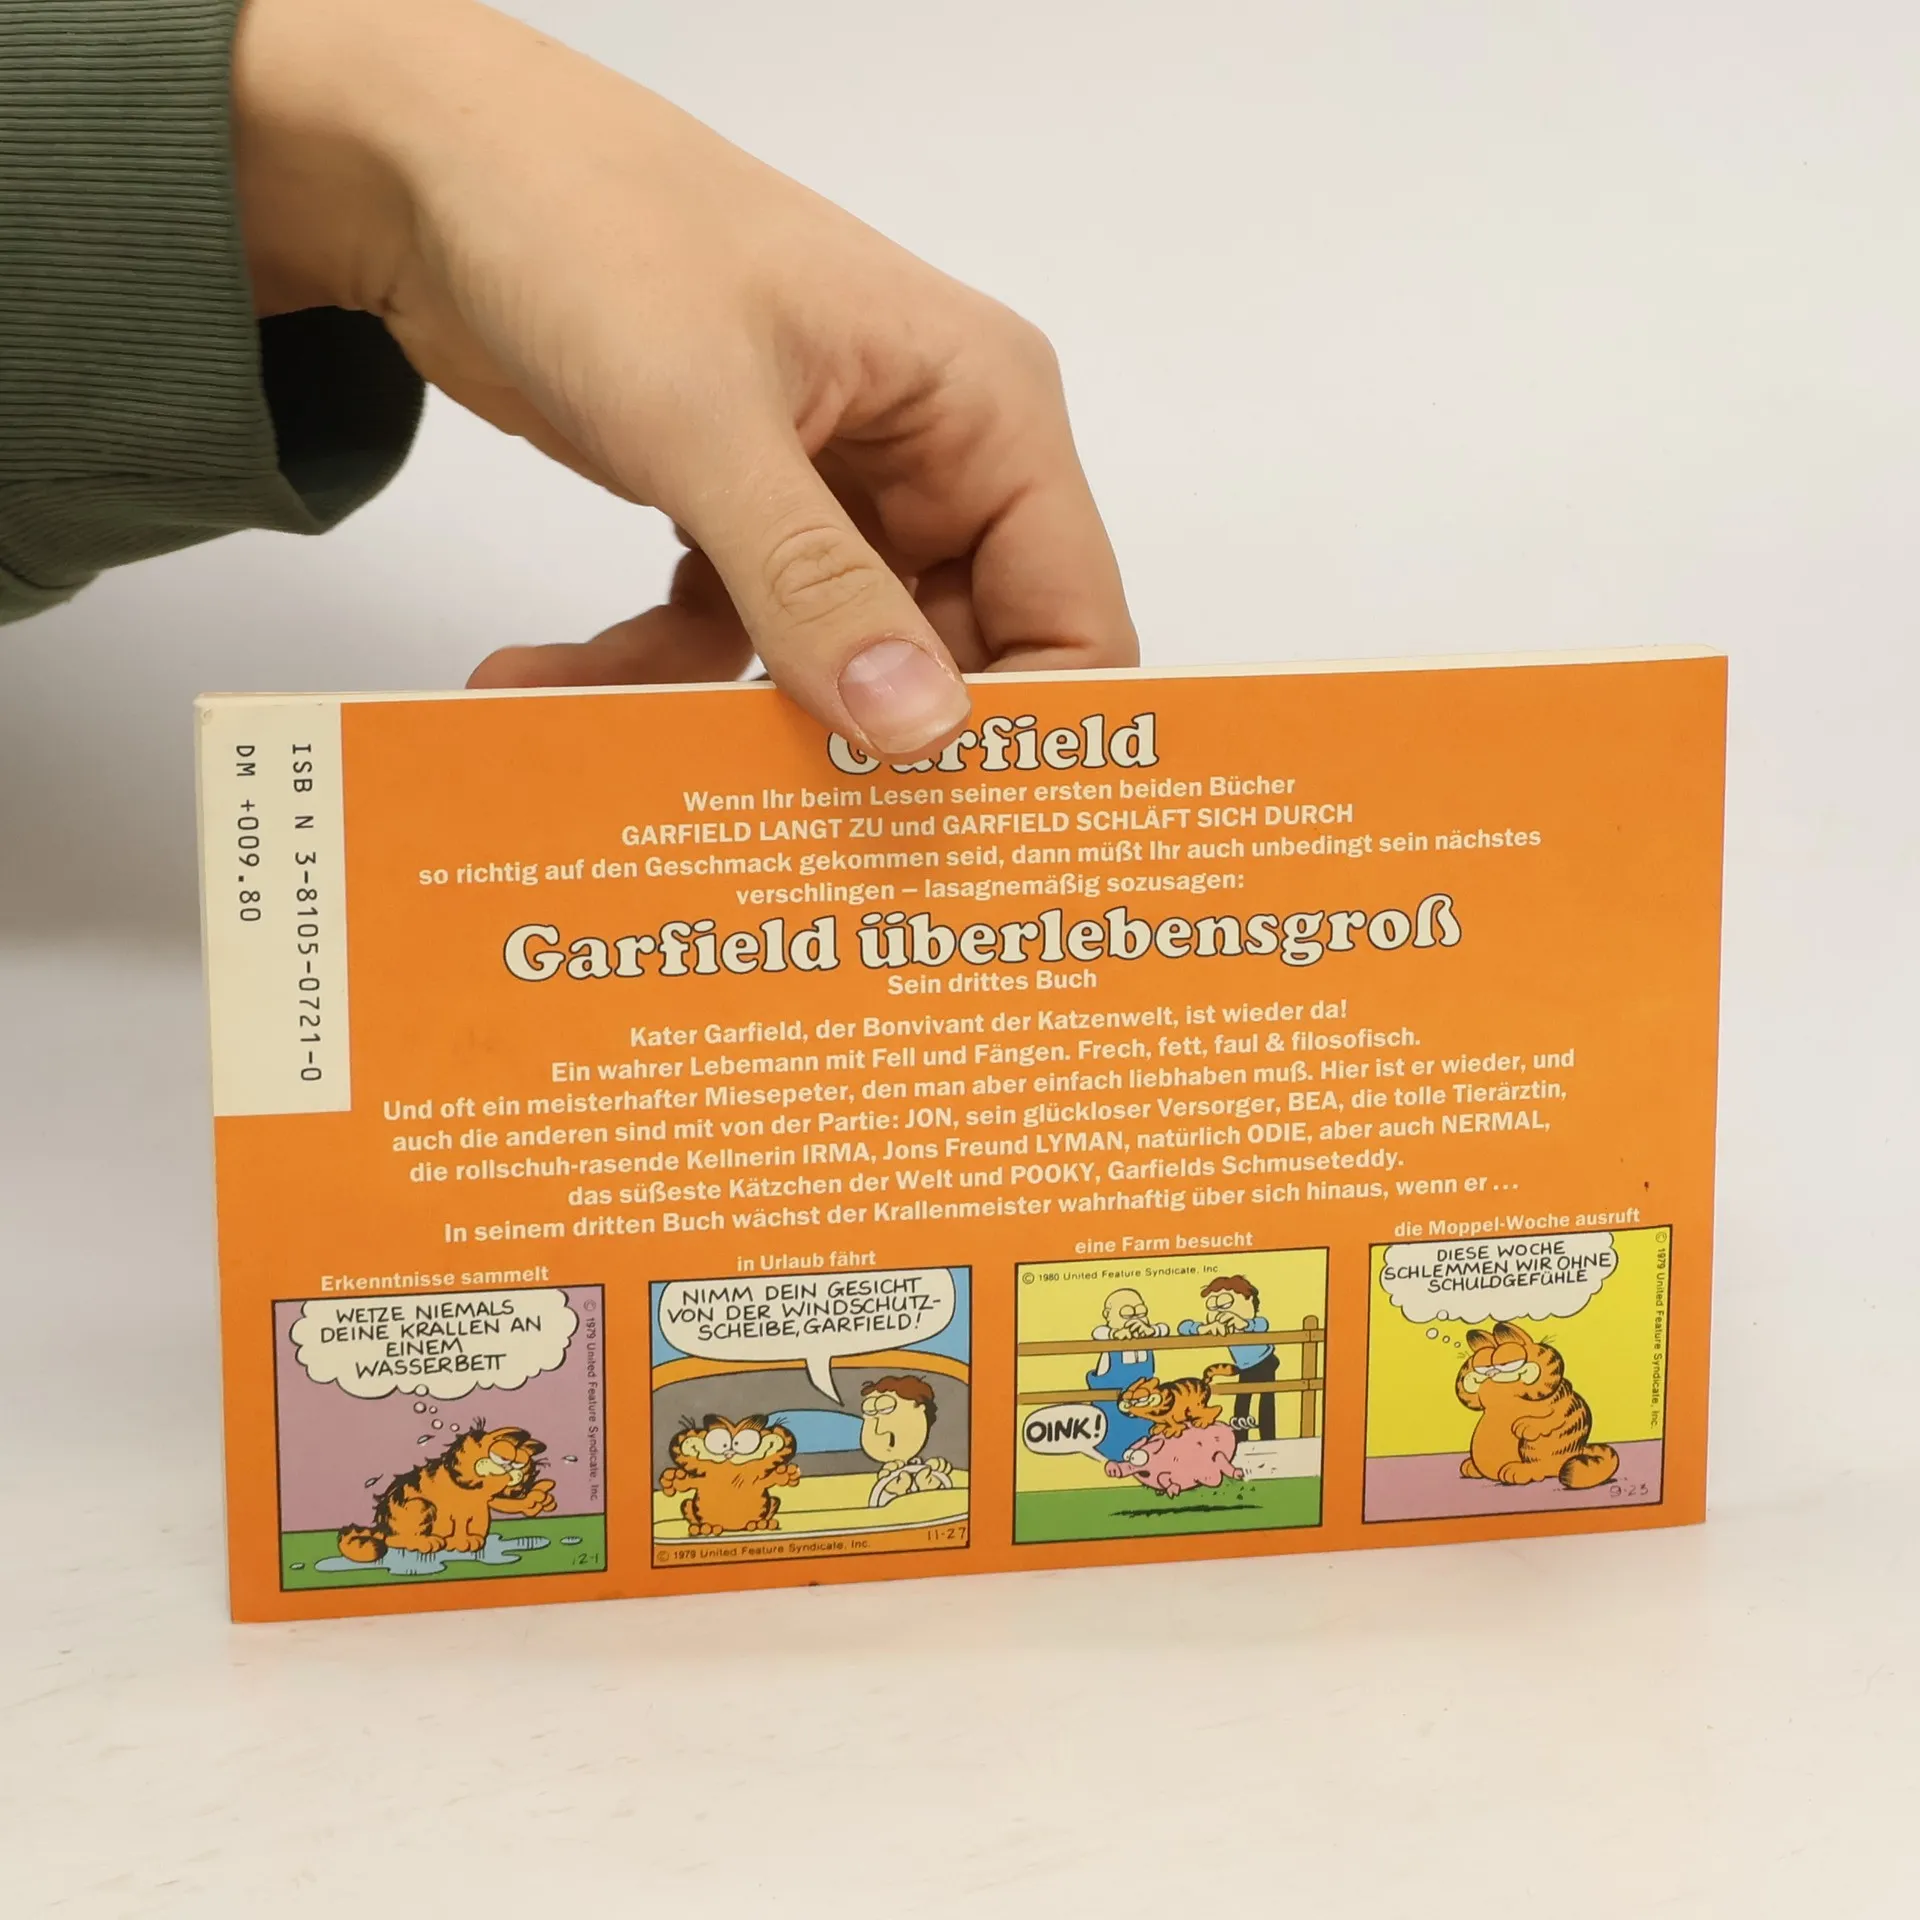 ISBN 3-8105-0721-0
DM +009.80
Garfield
Wenn Ihr beim Lesen seiner ersten beiden Bücher
GARFIELD LANGT ZU und GARFIELD SCHLÄFT SICH DURCH
so richtig auf den Geschmack gekommen seid, dann müßt Ihr auch unbedingt sein nächstes
verschlingen – lasagnemäßig sozusagen:
Garfield überlebensgroß
Sein drittes Buch
Kater Garfield, der Bonvivant der Katzenwelt, ist wieder da!
Ein wahrer Lebemann mit Fell und Fängen. Frech, fett, faul & filosofisch.
Und oft ein meisterhafter Miesepeter, den man aber einfach liebhaben muß. Hier ist er wieder, und
auch die anderen sind mit von der Partie: JON, sein glückloser Versorger, BEA, die tolle Tierärztin,
die rollschuh-rasende Kellnerin IRMA, Jons Freund LYMAN, natürlich ODIE, aber auch NERMAL,
das süßeste Kätzchen der Welt und POOKY, Garfields Schmuseteddy.
In seinem dritten Buch wächst der Krallenmeister wahrhaftig über sich hinaus, wenn er...
Erkenntnisse sammelt
WETZE NIEMALS
DEINE KRALLEN AN
EINEM
WASSERBETT
© 1979 United Feature Syndicate, Inc.
12-1
in Urlaub fährt
NIMM DEIN GESICHT
VON DER WINDSCHUTZ-
SCHEIBE, GARFIELD!
11-27
© 1979 United Feature Syndicate, Inc.
eine Farm besucht
© 1980 United Feature Syndicate, Inc.
OINK!
die Moppel-Woche ausruft
DIESE WOCHE
SCHLEMMEN WIR OHNE
SCHULDGEFÜHLE
© 1979 United Feature Syndicate, Inc.
9-23